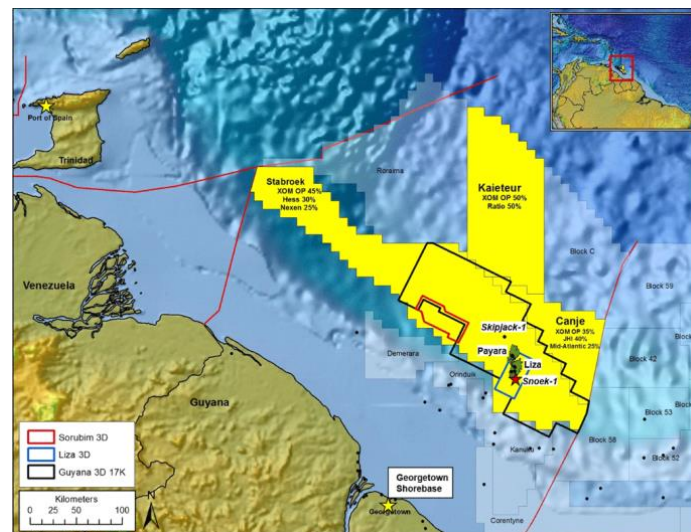 Port of Spain
Trinidad
Venezuela
Guyana
Stabroek
XOM OP 45%
Hess 30%
Nexen 25%
Roraima
Kaieteur
XOM OP 50%
Ratio 50%
Block C
Block 59
Skipjack-1
Canje
XOM OP 35%
JHI 40%
Mid-Atlantic 25%
Payara
Liza
Snoek-1
Demerara
Orinduik
Block 42
Block 53
Kanuku
Block 58
Block 52
Corentyne
Georgetown
Shorebase
Georgetown
Sorubim 3D
Liza 3D
Guyana 3D 17K
Kilometers
0 50 100
N